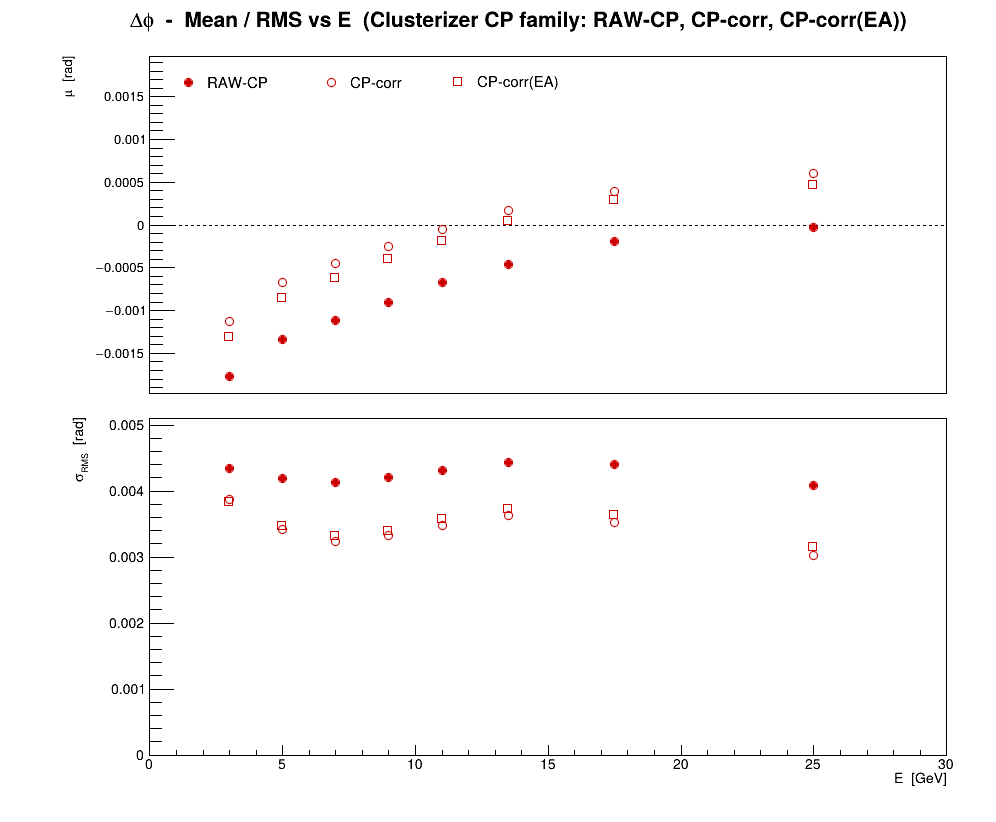 Δϕ - Mean / RMS vs E (Clusterizer CP family: RAW-CP, CP-corr, CP-corr(EA))
μ [rad]
RAW-CP CP-corr CP-corr(EA)
0.0015
0.001
0.0005
0
−0.0005
−0.001
−0.0015
σRMS [rad]
0.005
0.004
0.003
0.002
0.001
0
0 5 10 15 20 25 30
E [GeV]